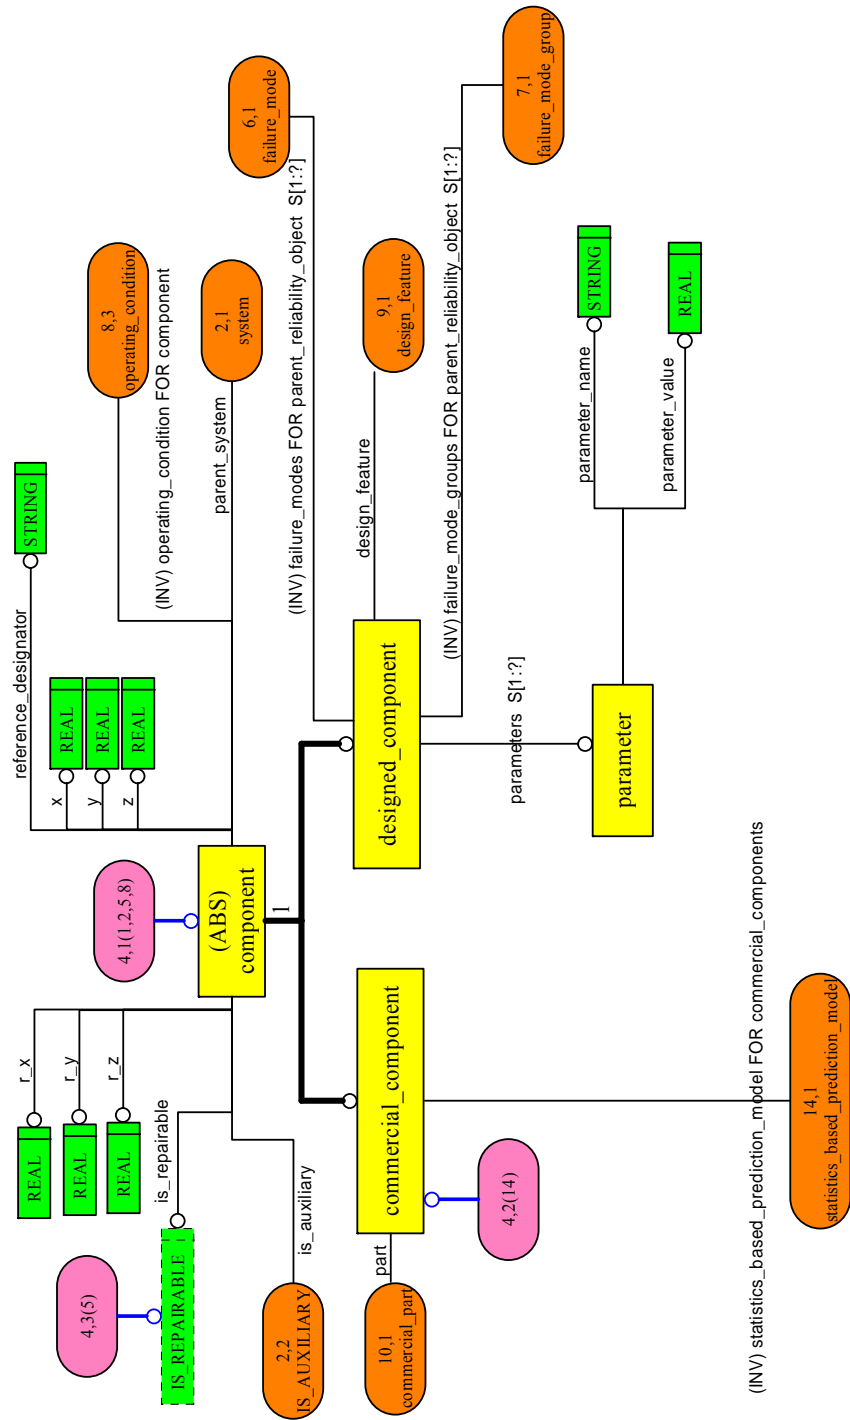 reference_designator
STRING
REAL
r_x
x
REAL
4,3(5)
REAL
r_y
4,1(1,2,5,8)
y
REAL
8,3
operating_condition
REAL
r_z
z
REAL
is_repairable
(INV) operating_condition FOR component
IS_REPAIRABLE
(ABS)
component
parent_system
2,1
system
2,2
IS_AUXILIARY
is_auxiliary
1
6,1
failure_mode
(INV) failure_modes FOR parent_reliability_object S[1:?]
10,1
commercial_part
part
commercial_component
designed_component
design_feature
9,1
design_feature
(INV) failure_mode_groups FOR parent_reliability_object S[1:?]
4,2(14)
parameters S[1:?]
7,1
failure_mode_group
parameter
parameter_name
STRING
parameter_value
REAL
(INV) statistics_based_prediction_model FOR commercial_components
14,1
statistics_based_prediction_model